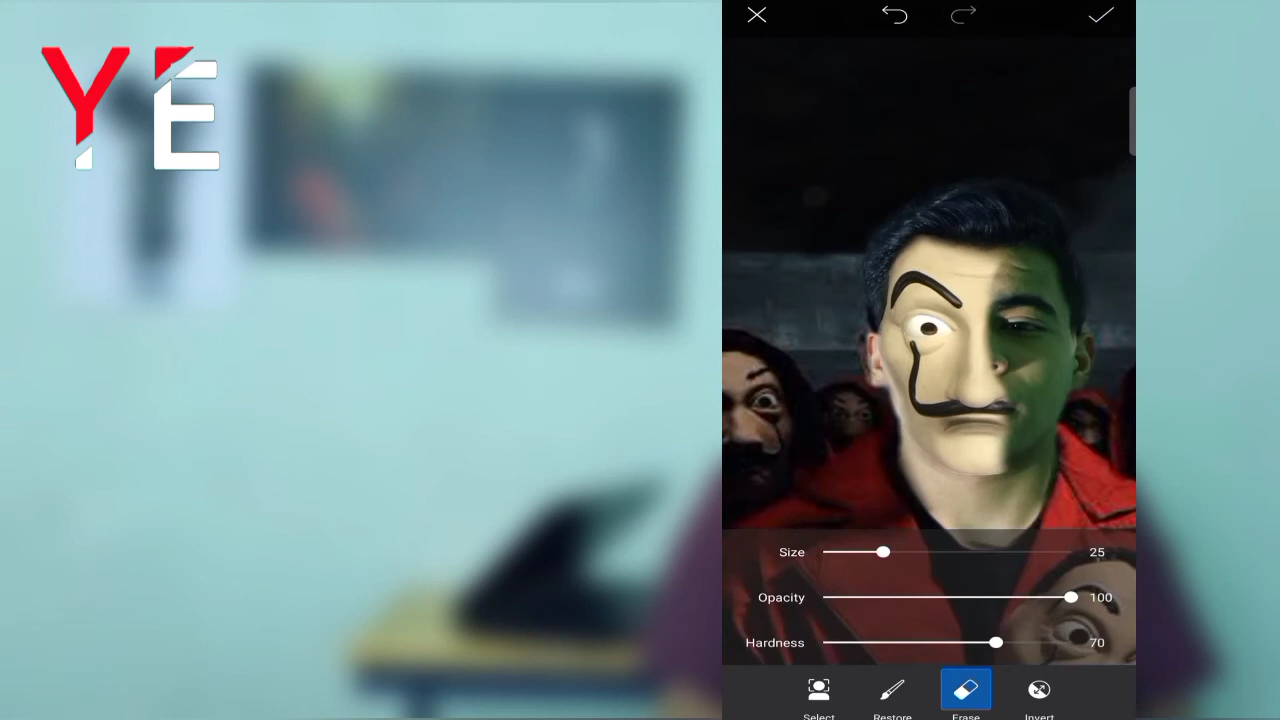 YE
Size 25
Opacity 100
Hardness 70
Select Restore Erase Invert